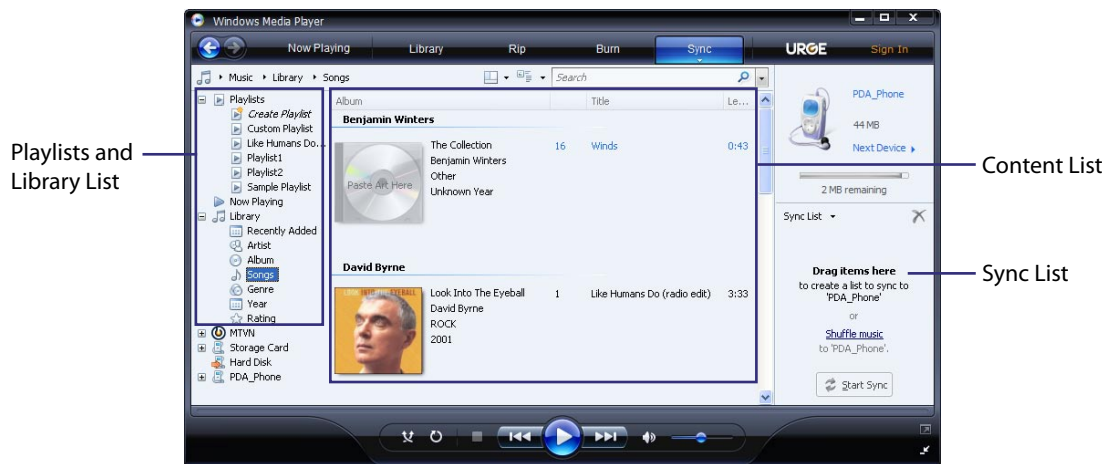 Windows Media Player
Now Playing
Library
Rip
Burn
Sync
URGE
Sign In
Music ▸ Library ▸ Songs
Search
Playlists and
Library List
Playlists
Create Playlist
Custom Playlist
Like Humans Do...
Playlist1
Playlist2
Sample Playlist
Now Playing
Library
Recently Added
Artist
Album
Songs
Genre
Year
Rating
MTVN
Storage Card
Hard Disk
PDA_Phone
Album Title Le...
Benjamin Winters
Paste Art Here
The Collection 16 Winds 0:43
Benjamin Winters
Other
Unknown Year
David Byrne
LOOK INTO THE EYEBALL
Look Into The Eyeball 1 Like Humans Do (radio edit) 3:33
David Byrne
ROCK
2001
PDA_Phone
44 MB
Next Device
2 MB remaining
Sync List
Drag items here
to create a list to sync to
'PDA_Phone'
or
Shuffle music
to 'PDA_Phone'.
Start Sync
Content List
Sync List